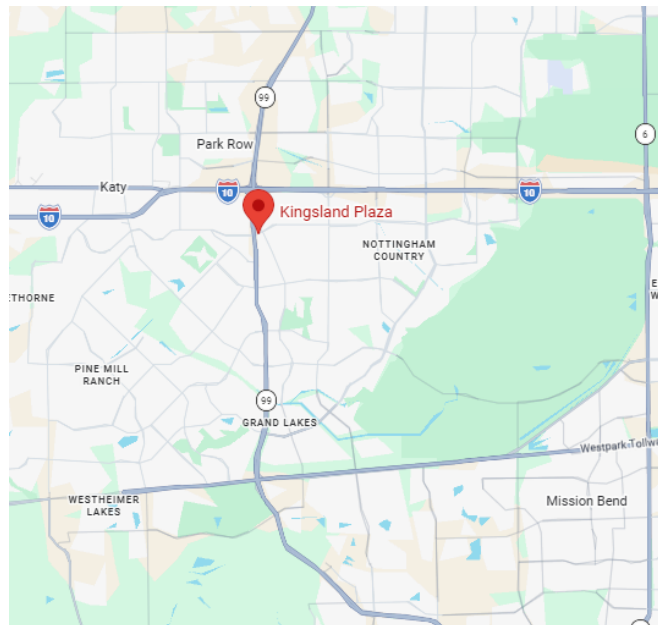 99
6
Park Row
Katy
10
10
10
Kingsland Plaza
NOTTINGHAM
COUNTRY
ETHORNE
E
W
PINE MILL
RANCH
99
GRAND LAKES
Westpark Tollw
WESTHEIMER
LAKES
Mission Bend